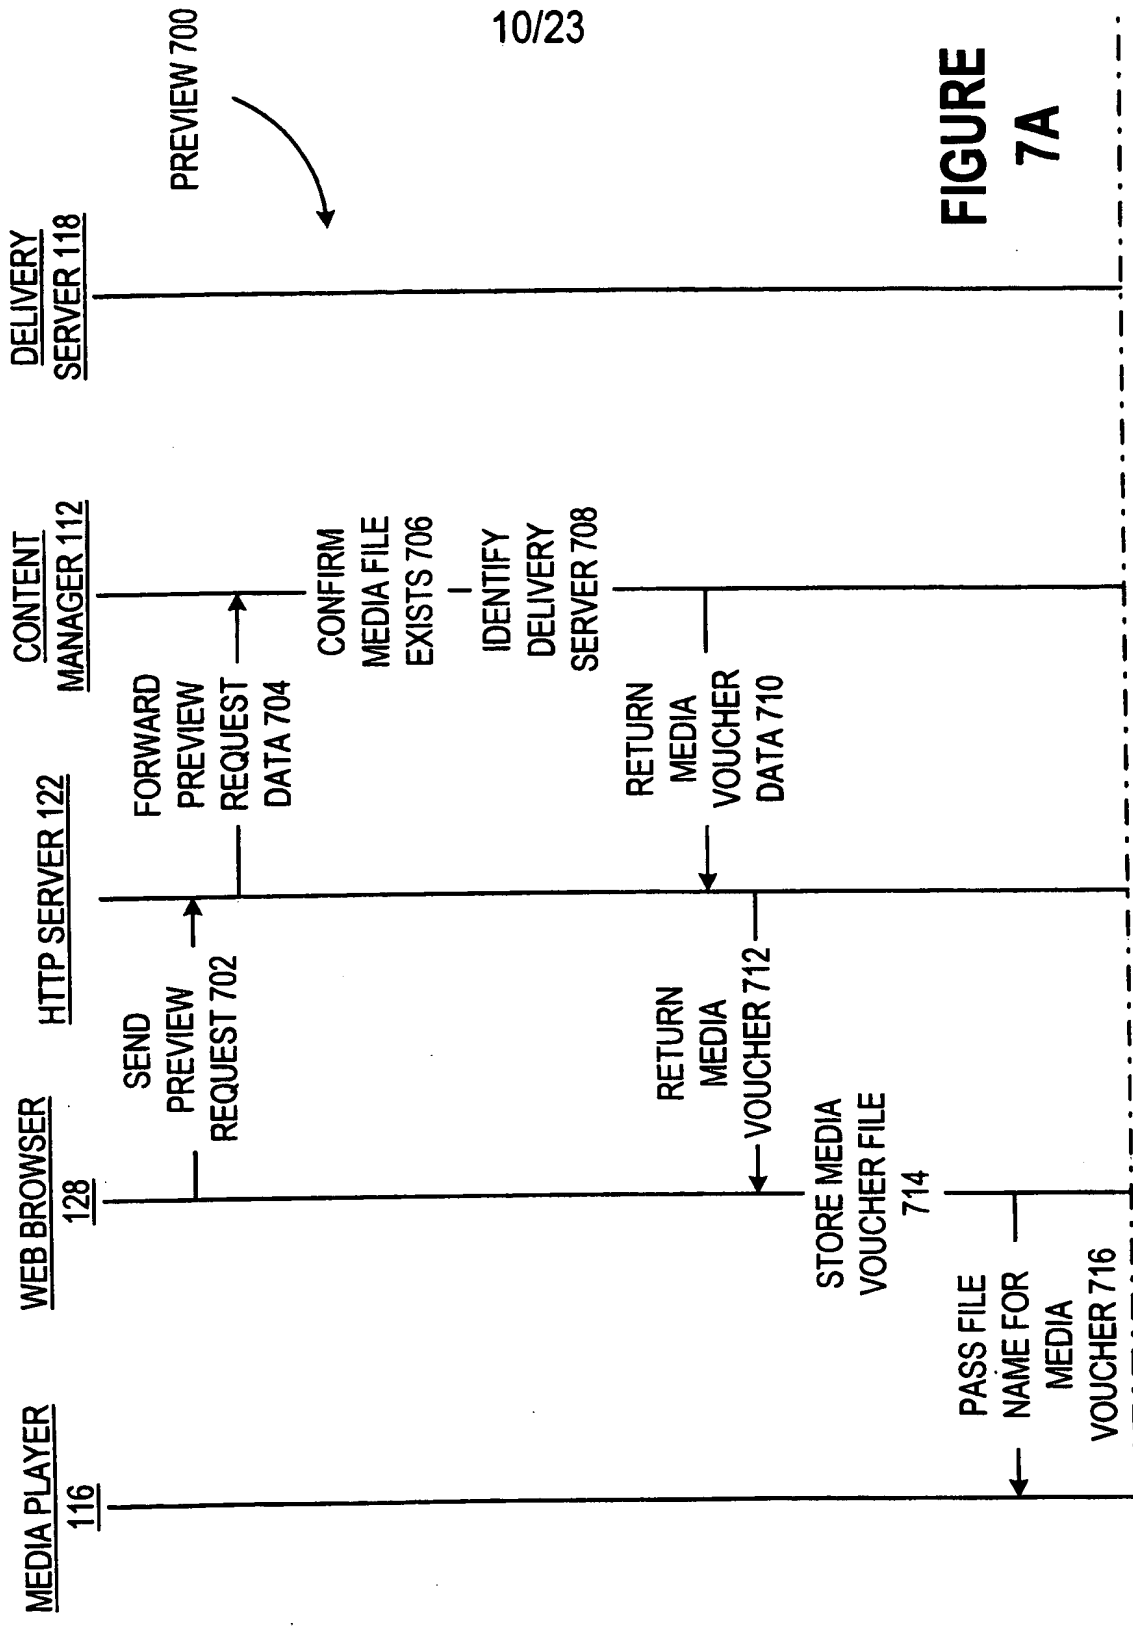 10/23
MEDIA PLAYER
116
WEB BROWSER
128
HTTP SERVER 122
CONTENT
MANAGER 112
DELIVERY
SERVER 118
PREVIEW 700
SEND
PREVIEW
REQUEST 702
FORWARD
PREVIEW
REQUEST
DATA 704
CONFIRM
MEDIA FILE
EXISTS 706
IDENTIFY
DELIVERY
SERVER 708
RETURN
MEDIA
VOUCHER
DATA 710
RETURN
MEDIA
VOUCHER 712
STORE MEDIA
VOUCHER FILE
714
PASS FILE
NAME FOR
MEDIA
VOUCHER 716
FIGURE
7A